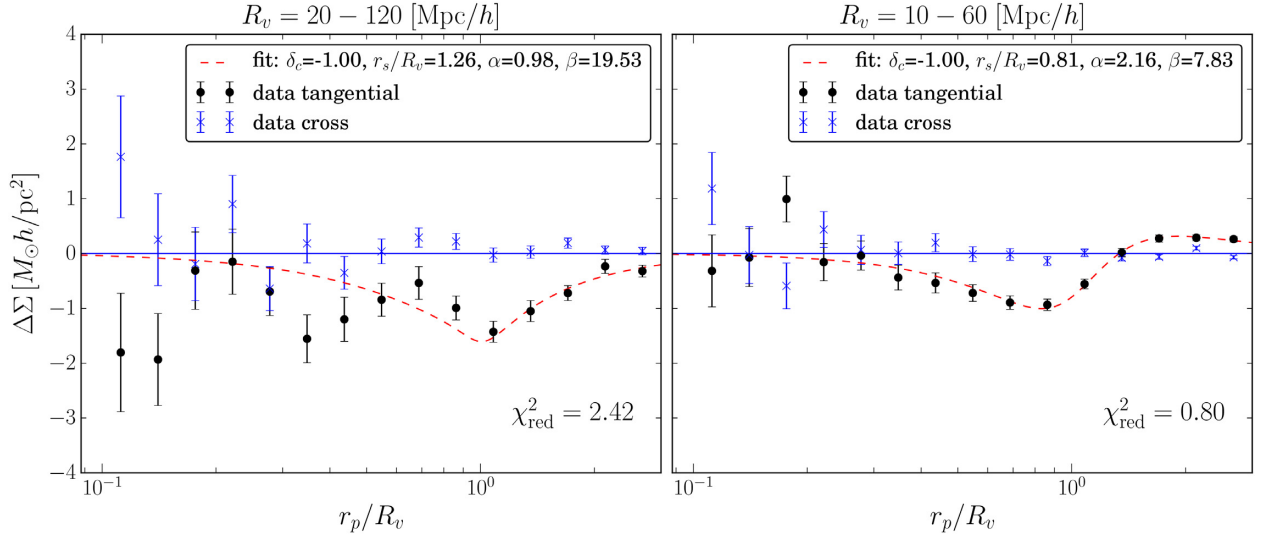 R_v = 20 − 120 [Mpc/h]
R_v = 10 − 60 [Mpc/h]
ΔΣ [M_⊙h/pc²]
4
3
2
1
0
−1
−2
−3
−4
fit: δ_c=-1.00, r_s/R_v=1.26, α=0.98, β=19.53
data tangential
data cross
χ²_red = 2.42
10⁻¹
10⁰
r_p/R_v
fit: δ_c=-1.00, r_s/R_v=0.81, α=2.16, β=7.83
data tangential
data cross
χ²_red = 0.80
10⁻¹
10⁰
r_p/R_v